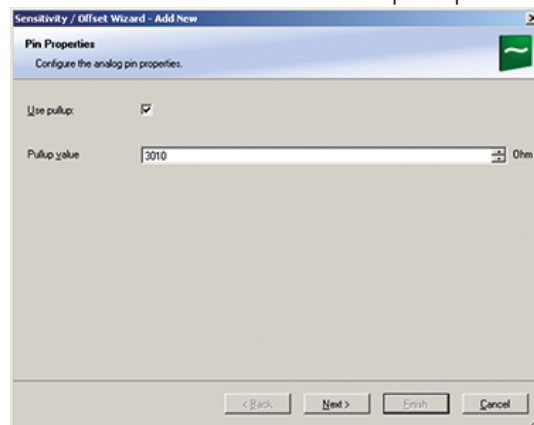 Sensitivity / Offset Wizard - Add New
Pin Properties
Configure the analog pin properties.
Use pullup:
Pullup value 3010 Ohm
< Back Next > Finish Cancel